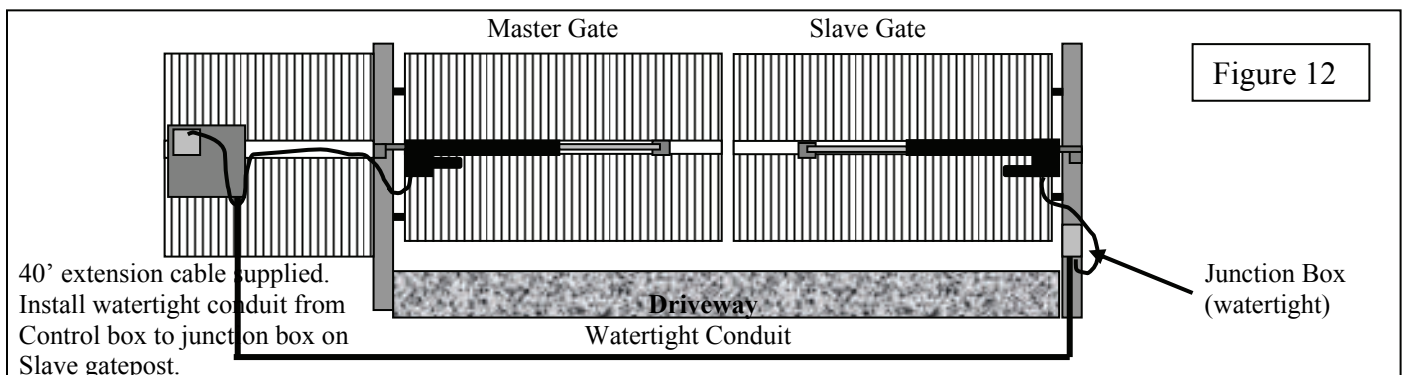 Master Gate
Slave Gate
Figure 12
40’ extension cable supplied.
Install watertight conduit from
Control box to junction box on
Slave gatepost.
Driveway
Watertight Conduit
Junction Box
(watertight)